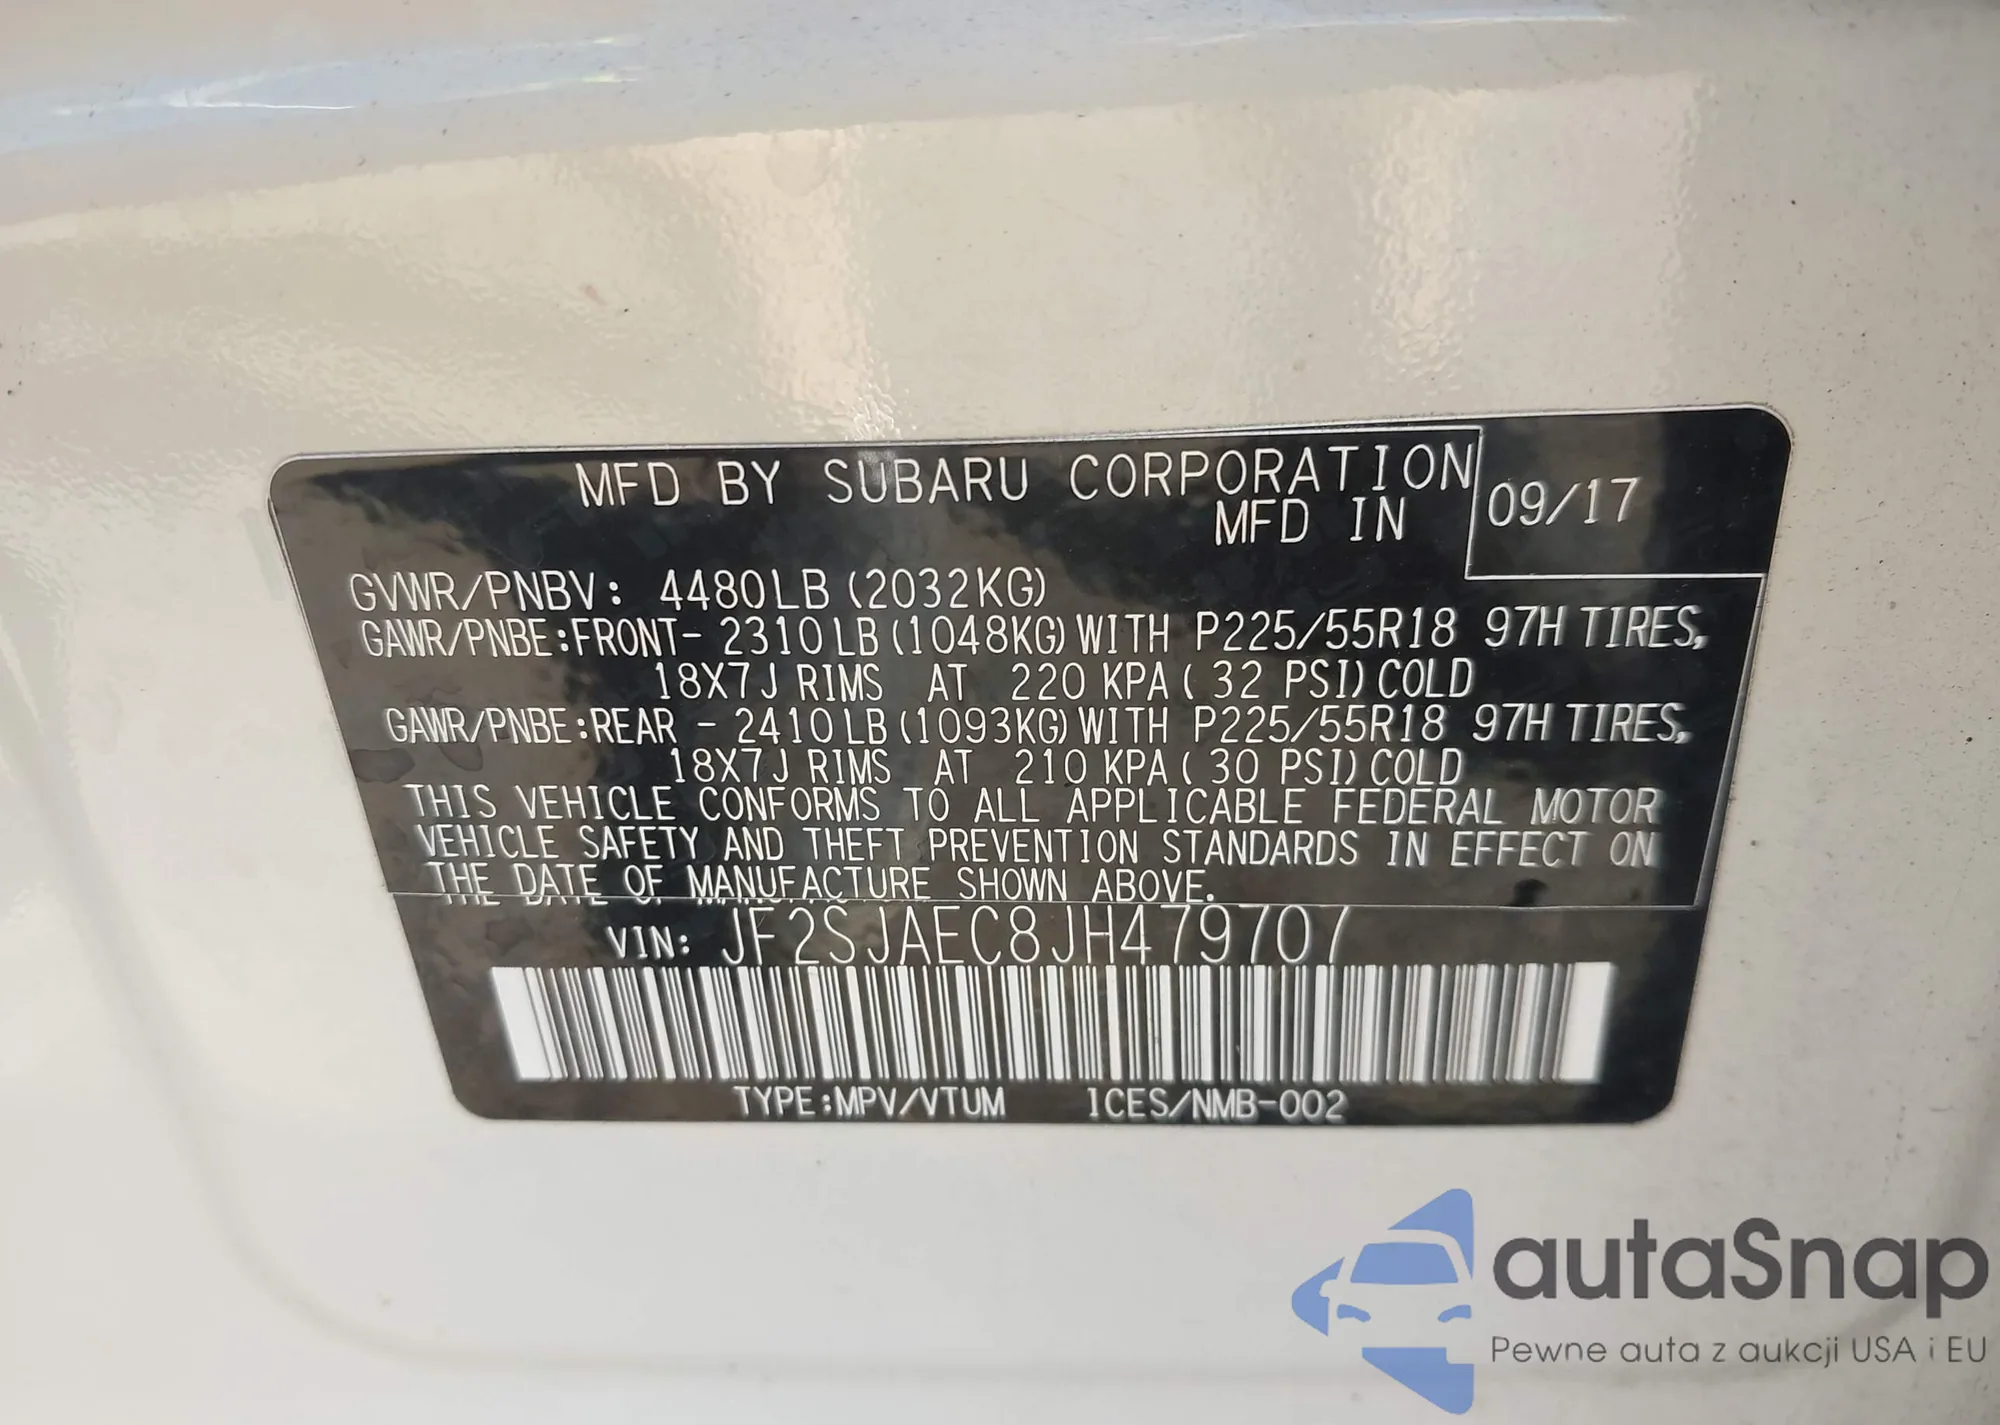 MFD BY SUBARU CORPORATION
MFD IN 09/17
GVWR/PNBV: 4480LB (2032KG)
GAWR/PNBE:FRONT- 2310LB (1048KG) WITH P225/55R18 97H TIRES,
18X7J RIMS AT 220 KPA ( 32 PSI) COLD
GAWR/PNBE:REAR - 2410LB (1093KG) WITH P225/55R18 97H TIRES,
18X7J RIMS AT 210 KPA ( 30 PSI) COLD
THIS VEHICLE CONFORMS TO ALL APPLICABLE FEDERAL MOTOR
VEHICLE SAFETY AND THEFT PREVENTION STANDARDS IN EFFECT ON
THE DATE OF MANUFACTURE SHOWN ABOVE.
VIN: JF2SJAEC8JH479707
TYPE:MPV/VTUM ICES/NMB-002
autaSnap
Pewne auta z aukcji USA i EU